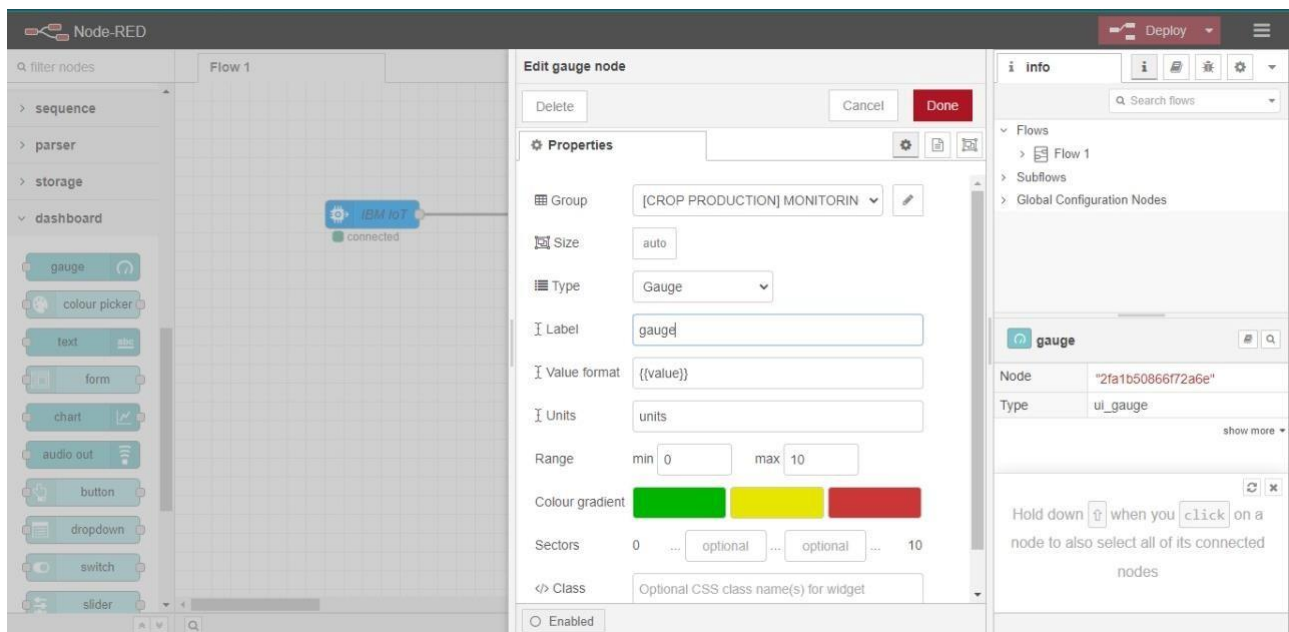 Node-RED
Deploy
filter nodes
Flow 1
sequence
parser
storage
dashboard
gauge
colour picker
text
abc
form
chart
audio out
button
dropdown
switch
slider
IBM IoT
connected
Edit gauge node
Delete
Cancel
Done
Properties
Group
[CROP PRODUCTION] MONITORIN
Size
auto
Type
Gauge
Label
gauge
Value format
{{value}}
Units
units
Range
min 0
max 10
Colour gradient
Sectors
0 ... optional ... optional ... 10
</> Class
Optional CSS class name(s) for widget
Enabled
i info
i
Search flows
Flows
Flow 1
Subflows
Global Configuration Nodes
gauge
Node "2fa1b50866f72a6e"
Type ui_gauge
show more
Hold down ⇧ when you click on a
node to also select all of its connected
nodes